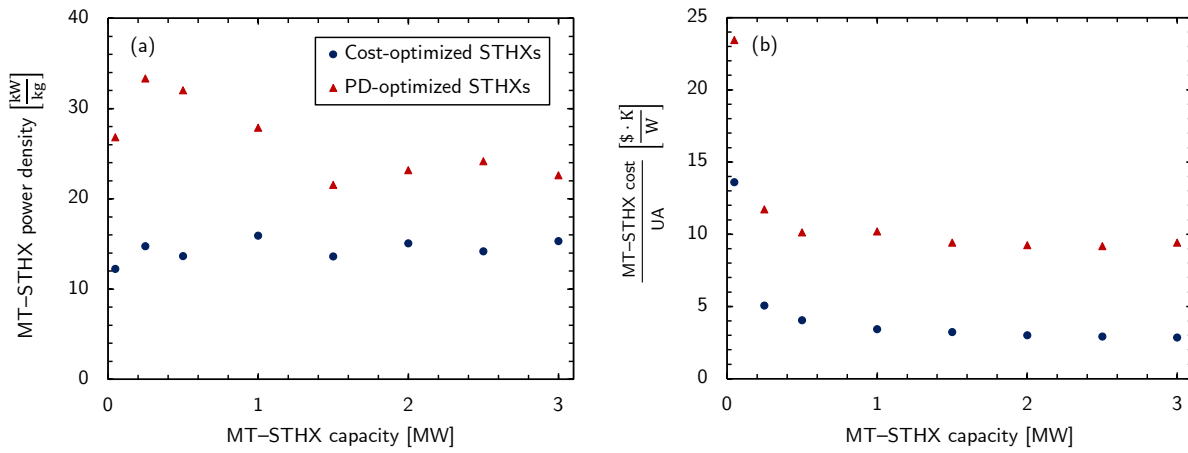 (a)
Cost-optimized STHXs
PD-optimized STHXs
MT–STHX power density [kW/kg]
40
30
20
10
0
0 1 2 3
MT–STHX capacity [MW]
(b)
MT–STHX cost / UA [$ · K / W]
25
20
15
10
5
0
0 1 2 3
MT–STHX capacity [MW]